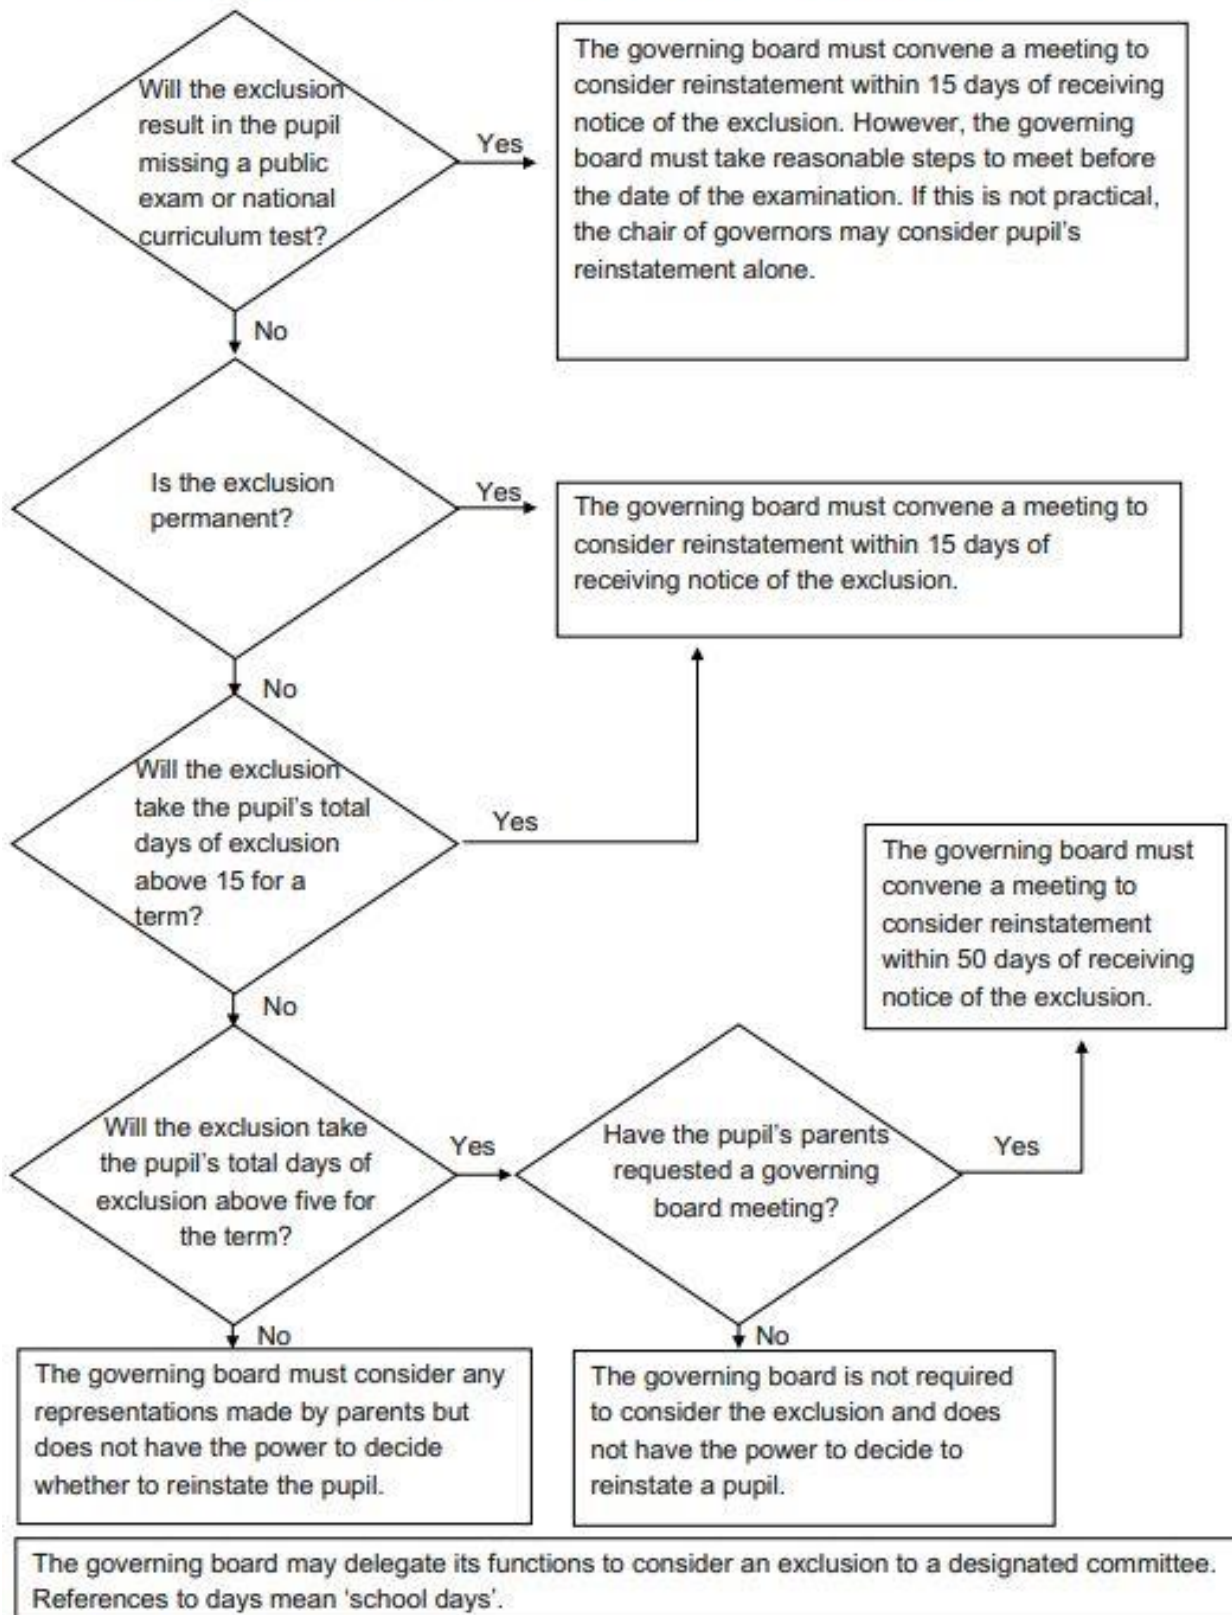 Will the exclusion
result in the pupil
missing a public
exam or national
curriculum test?
Yes
The governing board must convene a meeting to
consider reinstatement within 15 days of receiving
notice of the exclusion. However, the governing
board must take reasonable steps to meet before
the date of the examination. If this is not practical,
the chair of governors may consider pupil's
reinstatement alone.
No
Is the exclusion
permanent?
Yes
The governing board must convene a meeting to
consider reinstatement within 15 days of
receiving notice of the exclusion.
No
Will the exclusion
take the pupil's total
days of exclusion
above 15 for a
term?
Yes
The governing board must
convene a meeting to
consider reinstatement
within 50 days of receiving
notice of the exclusion.
No
Will the exclusion take
the pupil's total days of
exclusion above five for
the term?
Yes
Have the pupil's parents
requested a governing
board meeting?
Yes
No
The governing board must consider any
representations made by parents but
does not have the power to decide
whether to reinstate the pupil.
No
The governing board is not required
to consider the exclusion and does
not have the power to decide to
reinstate a pupil.
The governing board may delegate its functions to consider an exclusion to a designated committee.
References to days mean 'school days'.